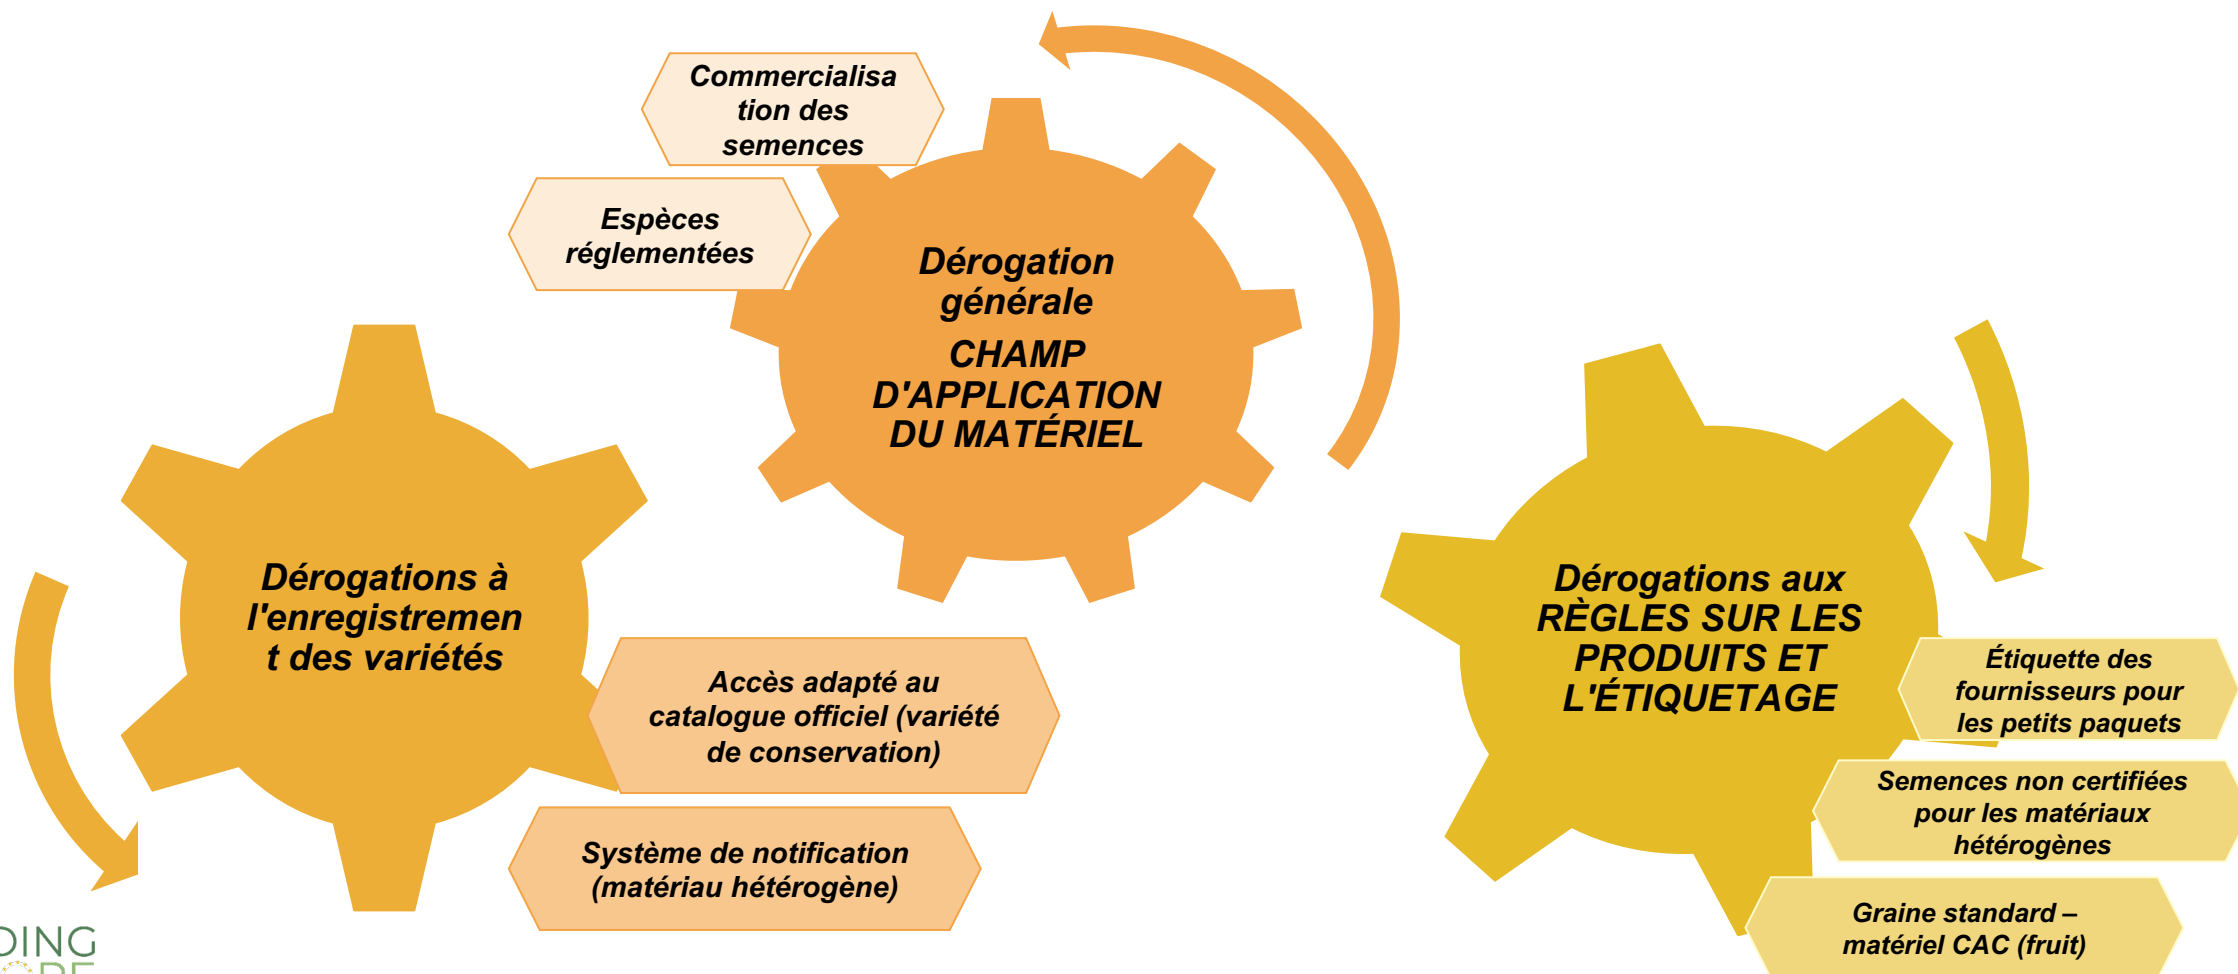 Commercialisa
tion des
semences
Espèces
réglementées
Dérogation
générale
CHAMP
D'APPLICATION
DU MATÉRIEL
Dérogations à
l'enregistremen
t des variétés
Accès adapté au
catalogue officiel (variété
de conservation)
Système de notification
(matériau hétérogène)
Dérogations aux
RÈGLES SUR LES
PRODUITS ET
L'ÉTIQUETAGE
Étiquette des
fournisseurs pour
les petits paquets
Semences non certifiées
pour les matériaux
hétérogènes
Graine standard –
matériel CAC (fruit)
DING